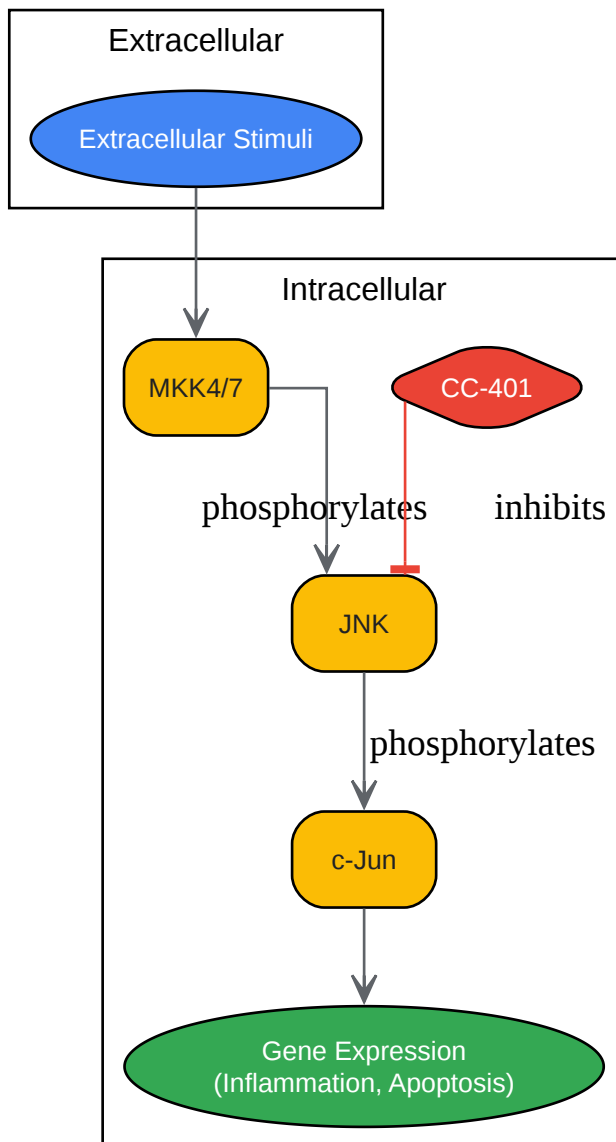 Extracellular
Extracellular Stimuli
Intracellular
MKK4/7
CC-401
phosphorylates
inhibits
JNK
phosphorylates
c-Jun
Gene Expression
(Inflammation, Apoptosis)